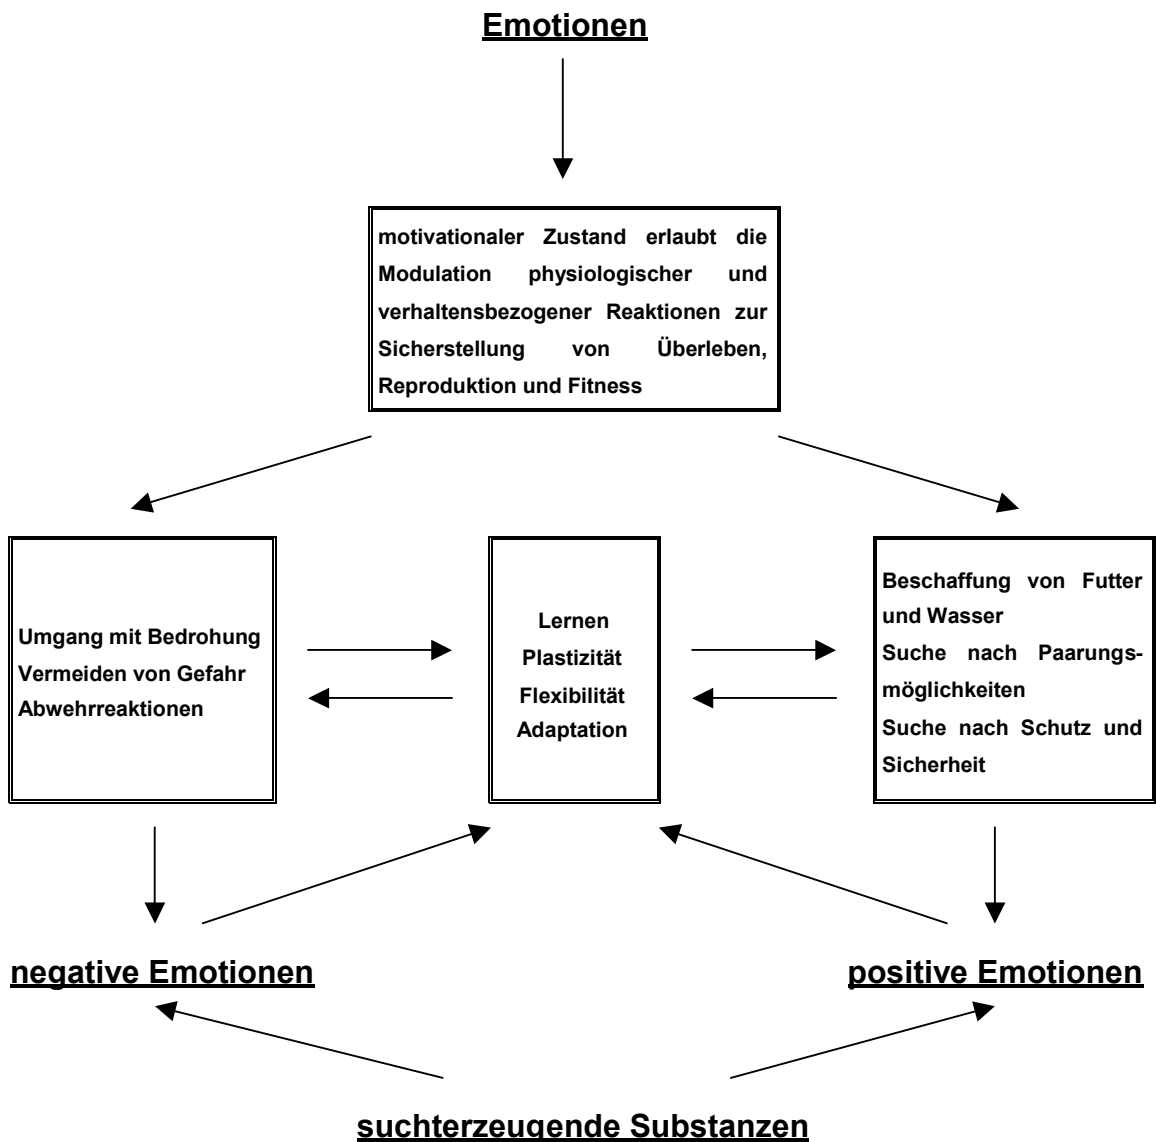 Emotionen
motivationaler Zustand erlaubt die
Modulation physiologischer und
verhaltensbezogener Reaktionen zur
Sicherstellung von Überleben,
Reproduktion und Fitness
Umgang mit Bedrohung
Vermeiden von Gefahr
Abwehrreaktionen
Lernen
Plastizität
Flexibilität
Adaptation
Beschaffung von Futter
und Wasser
Suche nach Paarungs-
möglichkeiten
Suche nach Schutz und
Sicherheit
negative Emotionen
positive Emotionen
suchterzeugende Substanzen